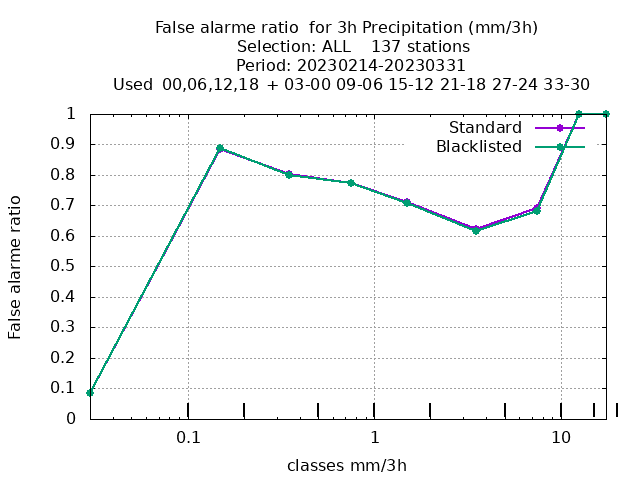 False alarme ratio  for 3h Precipitation (mm/3h)
Selection: ALL    137 stations
Period: 20230214-20230331
Used  00,06,12,18  + 03-00 09-06 15-12 21-18 27-24 33-30
Standard
Blacklisted
False alarme ratio
1
0.9
0.8
0.7
0.6
0.5
0.4
0.3
0.2
0.1
0
0.1
1
10
classes mm/3h